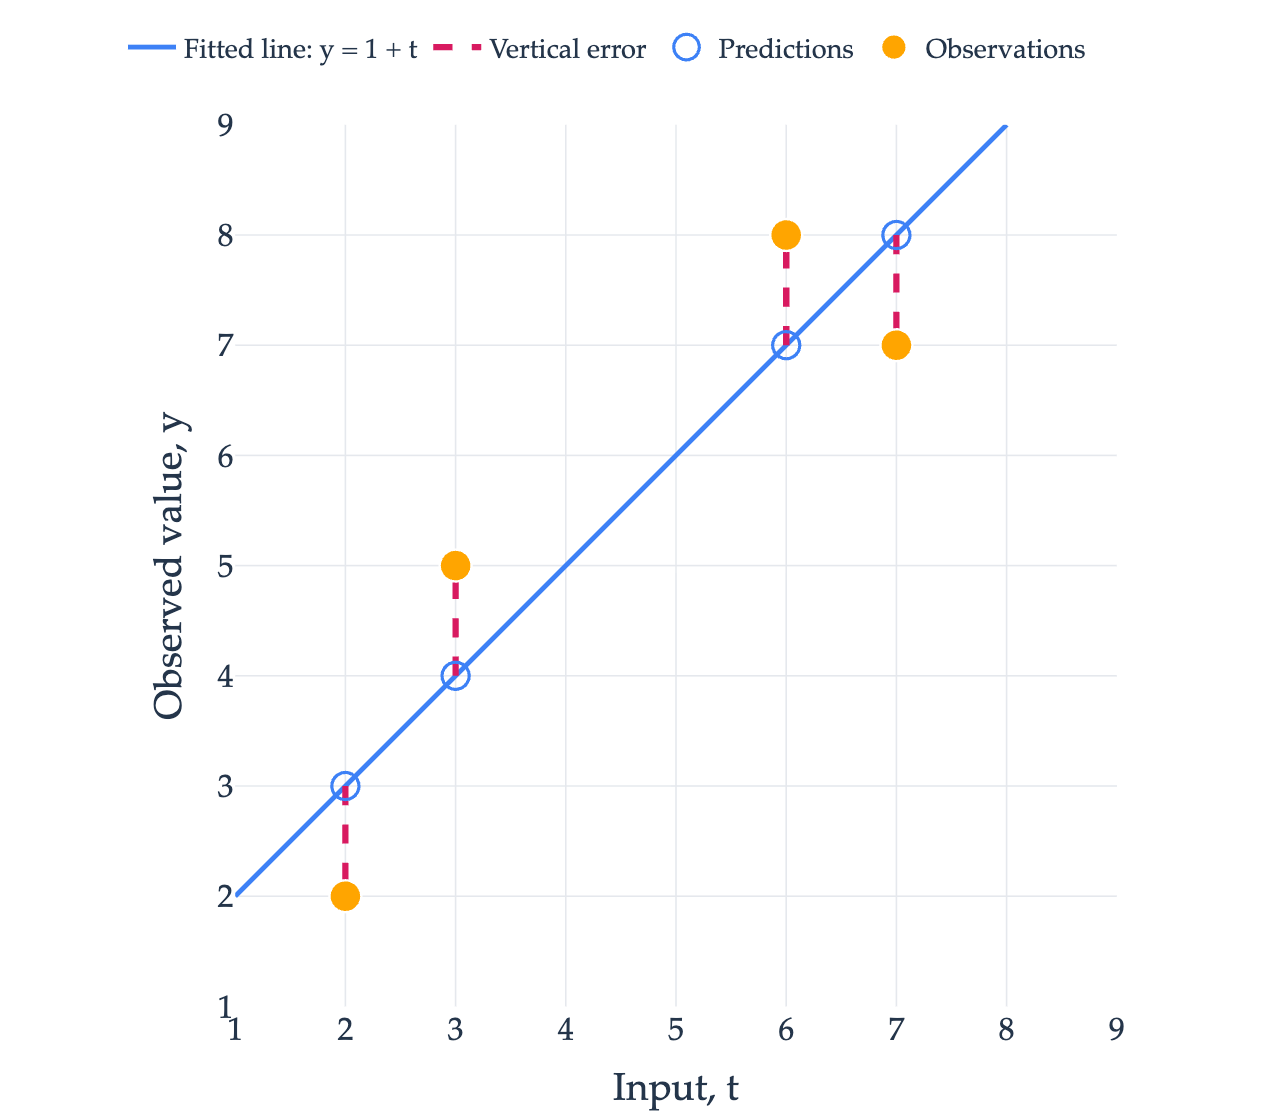 Fitted line: y = 1 + t Vertical error Predictions Observations
9
8
7
6
5
4
3
2
1
1 2 3 4 5 6 7 8 9
Observed value, y
Input, t